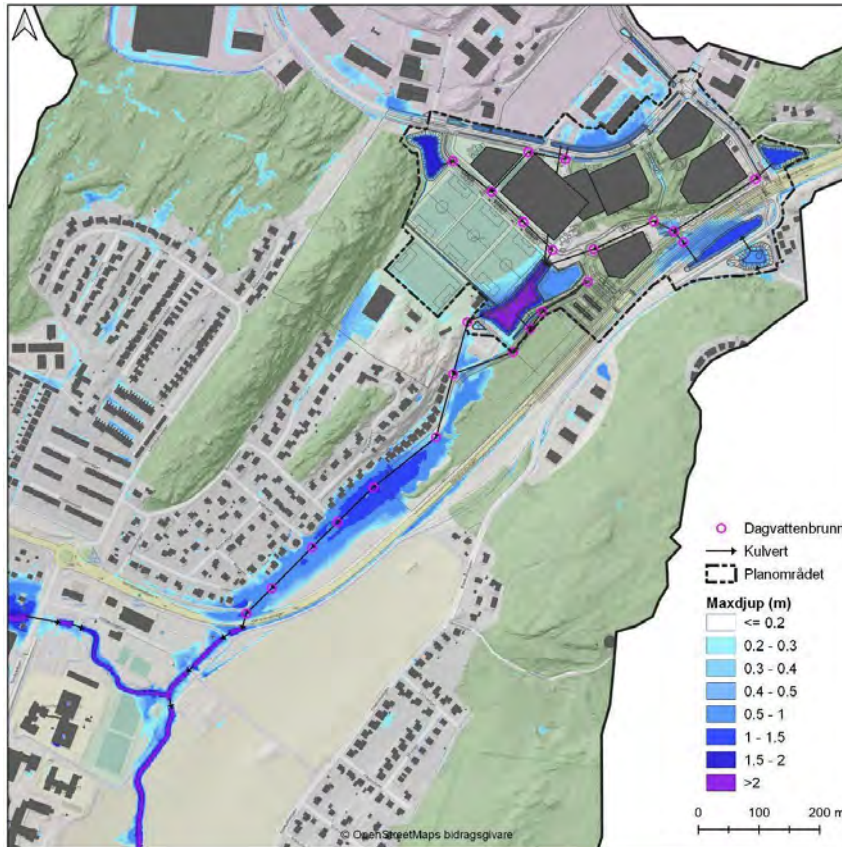 Dagvattenbrunn
Kulvert
Planområdet
Maxdjup (m)
<= 0.2
0.2 - 0.3
0.3 - 0.4
0.4 - 0.5
0.5 - 1
1 - 1.5
1.5 - 2
>2
0 100 200 m
© OpenStreetMaps bidragsgivare